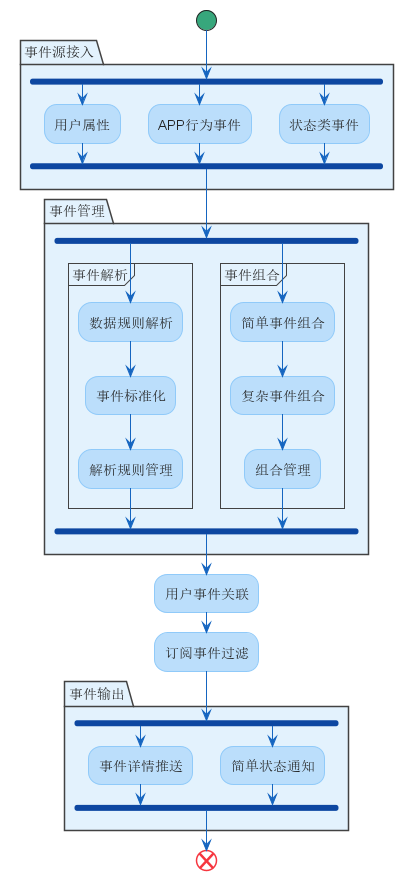 事件源接入
用户属性
APP行为事件
状态类事件
事件管理
事件解析
数据规则解析
事件标准化
解析规则管理
事件组合
简单事件组合
复杂事件组合
组合管理
用户事件关联
订阅事件过滤
事件输出
事件详情推送
简单状态通知